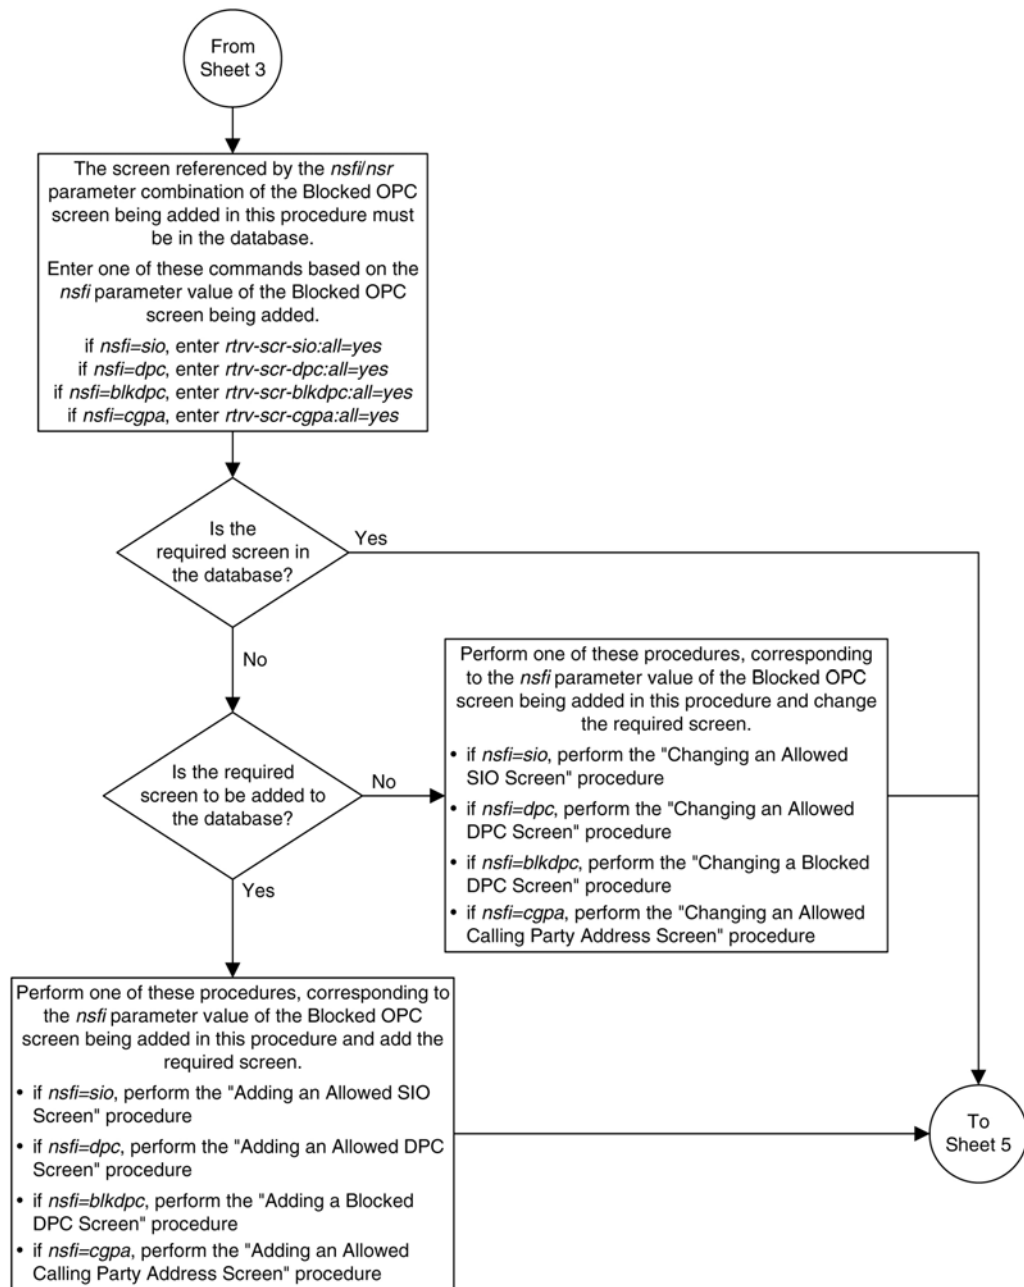 From
Sheet 3
The screen referenced by the nsfi/nsr
parameter combination of the Blocked OPC
screen being added in this procedure must
be in the database.
Enter one of these commands based on the
nsfi parameter value of the Blocked OPC
screen being added.
if nsfi=sio, enter rtrv-scr-sio:all=yes
if nsfi=dpc, enter rtrv-scr-dpc:all=yes
if nsfi=blkdpc, enter rtrv-scr-blkdpc:all=yes
if nsfi=cgpa, enter rtrv-scr-cgpa:all=yes
Is the
required screen in
the database?
Yes
No
Is the required
screen to be added to
the database?
No
Yes
Perform one of these procedures, corresponding
to the nsfi parameter value of the Blocked OPC
screen being added in this procedure and change
the required screen.
• if nsfi=sio, perform the "Changing an Allowed
SIO Screen" procedure
• if nsfi=dpc, perform the "Changing an Allowed
DPC Screen" procedure
• if nsfi=blkdpc, perform the "Changing a Blocked
DPC Screen" procedure
• if nsfi=cgpa, perform the "Changing an Allowed
Calling Party Address Screen" procedure
Perform one of these procedures, corresponding to
the nsfi parameter value of the Blocked OPC
screen being added in this procedure and add the
required screen.
• if nsfi=sio, perform the "Adding an Allowed SIO
Screen" procedure
• if nsfi=dpc, perform the "Adding an Allowed DPC
Screen" procedure
• if nsfi=blkdpc, perform the "Adding a Blocked
DPC Screen" procedure
• if nsfi=cgpa, perform the "Adding an Allowed
Calling Party Address Screen" procedure
To
Sheet 5